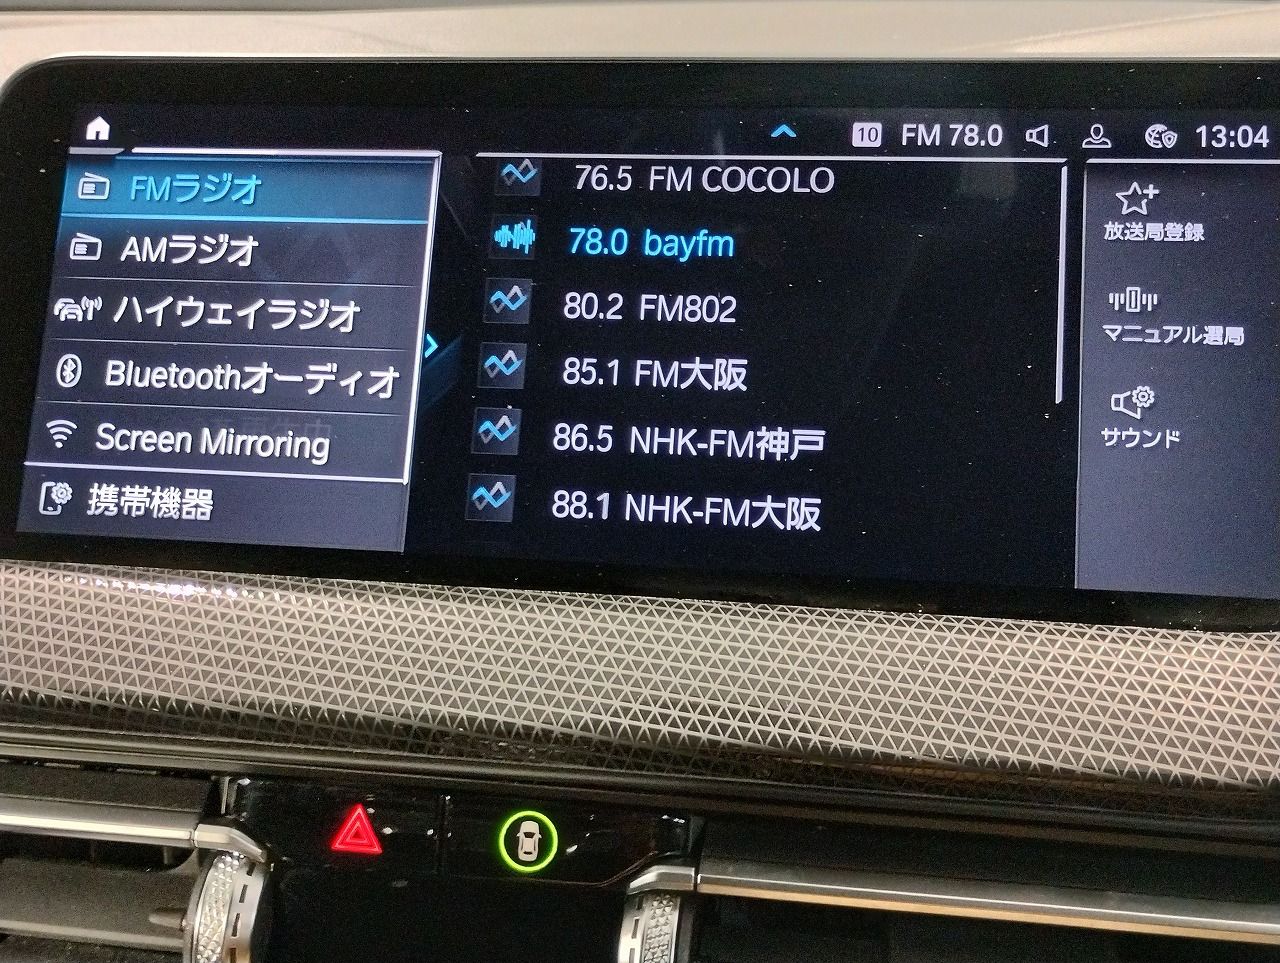 10 FM 78.0 13:04
FMラジオ
AMラジオ
ハイウェイラジオ
Bluetoothオーディオ
Screen Mirroring
携帯機器
76.5 FM COCOLO
78.0 bayfm
80.2 FM802
85.1 FM大阪
86.5 NHK-FM神戸
88.1 NHK-FM大阪
放送局登録
マニュアル選局
サウンド